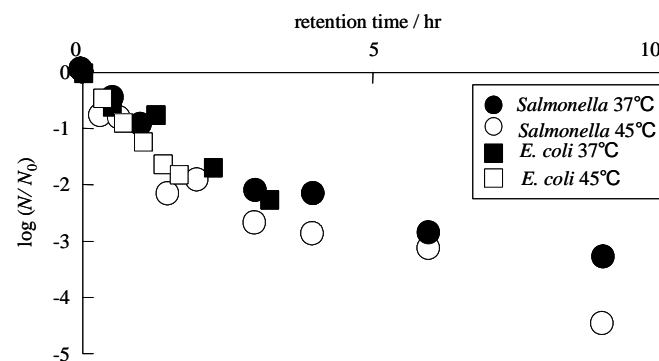 retention time / hr
0 5 10
0
-1
-2
-3
-4
-5
log (N/N₀)
Salmonella 37℃
Salmonella 45℃
E. coli 37℃
E. coli 45℃